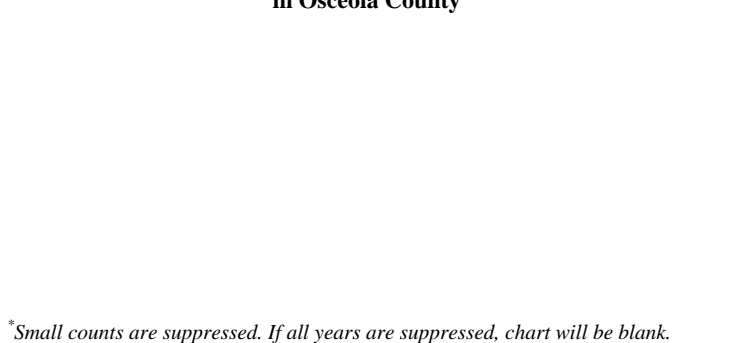 in Osceola County
*Small counts are suppressed. If all years are suppressed, chart will be blank.